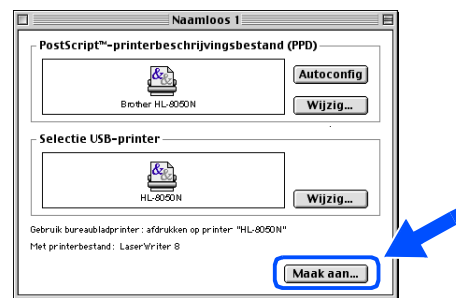 Naamloos 1
PostScript™-printerbeschrijvingsbestand (PPD)
Autoconfig
Brother HL-8050N
Wijzig...
Selectie USB-printer
HL-8050N
Wijzig...
Gebruik bureaubladprinter: afdrukken op printer "HL-8050N"
Met printerbestand: LaserWriter 8
Maak aan...